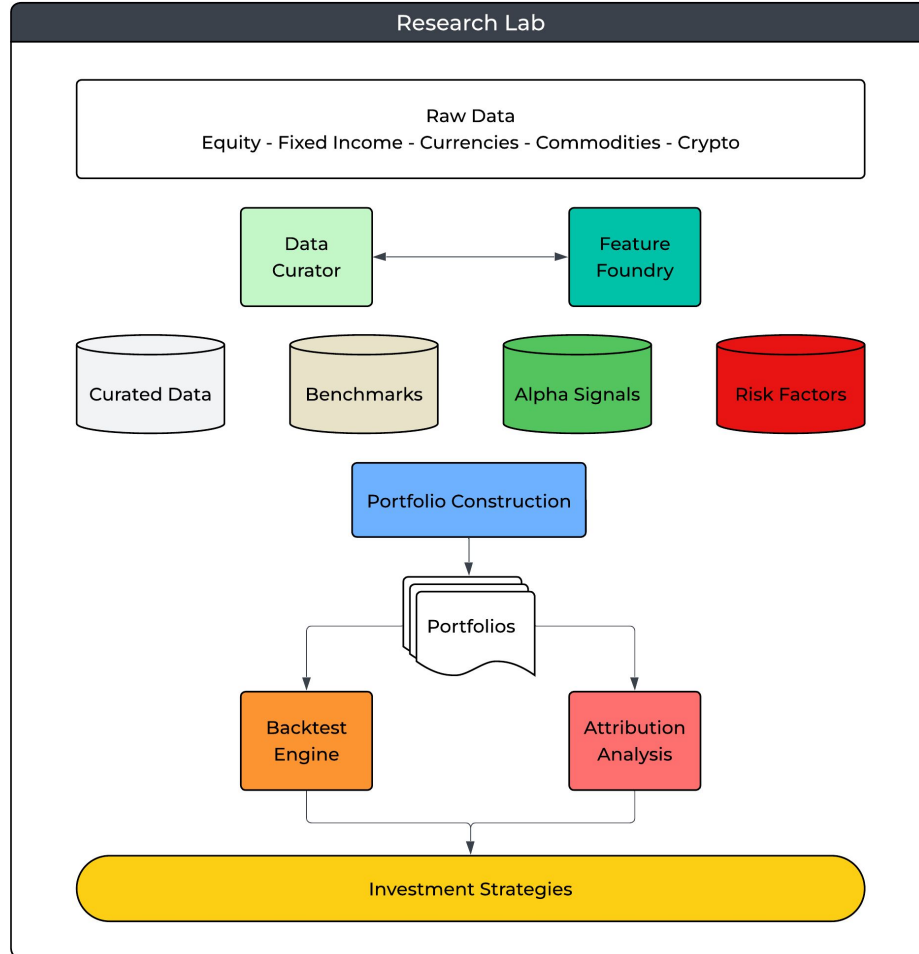 Research Lab
Raw Data
Equity - Fixed Income - Currencies - Commodities - Crypto
Data
Curator
Feature
Foundry
Curated Data
Benchmarks
Alpha Signals
Risk Factors
Portfolio Construction
Portfolios
Backtest
Engine
Attribution
Analysis
Investment Strategies